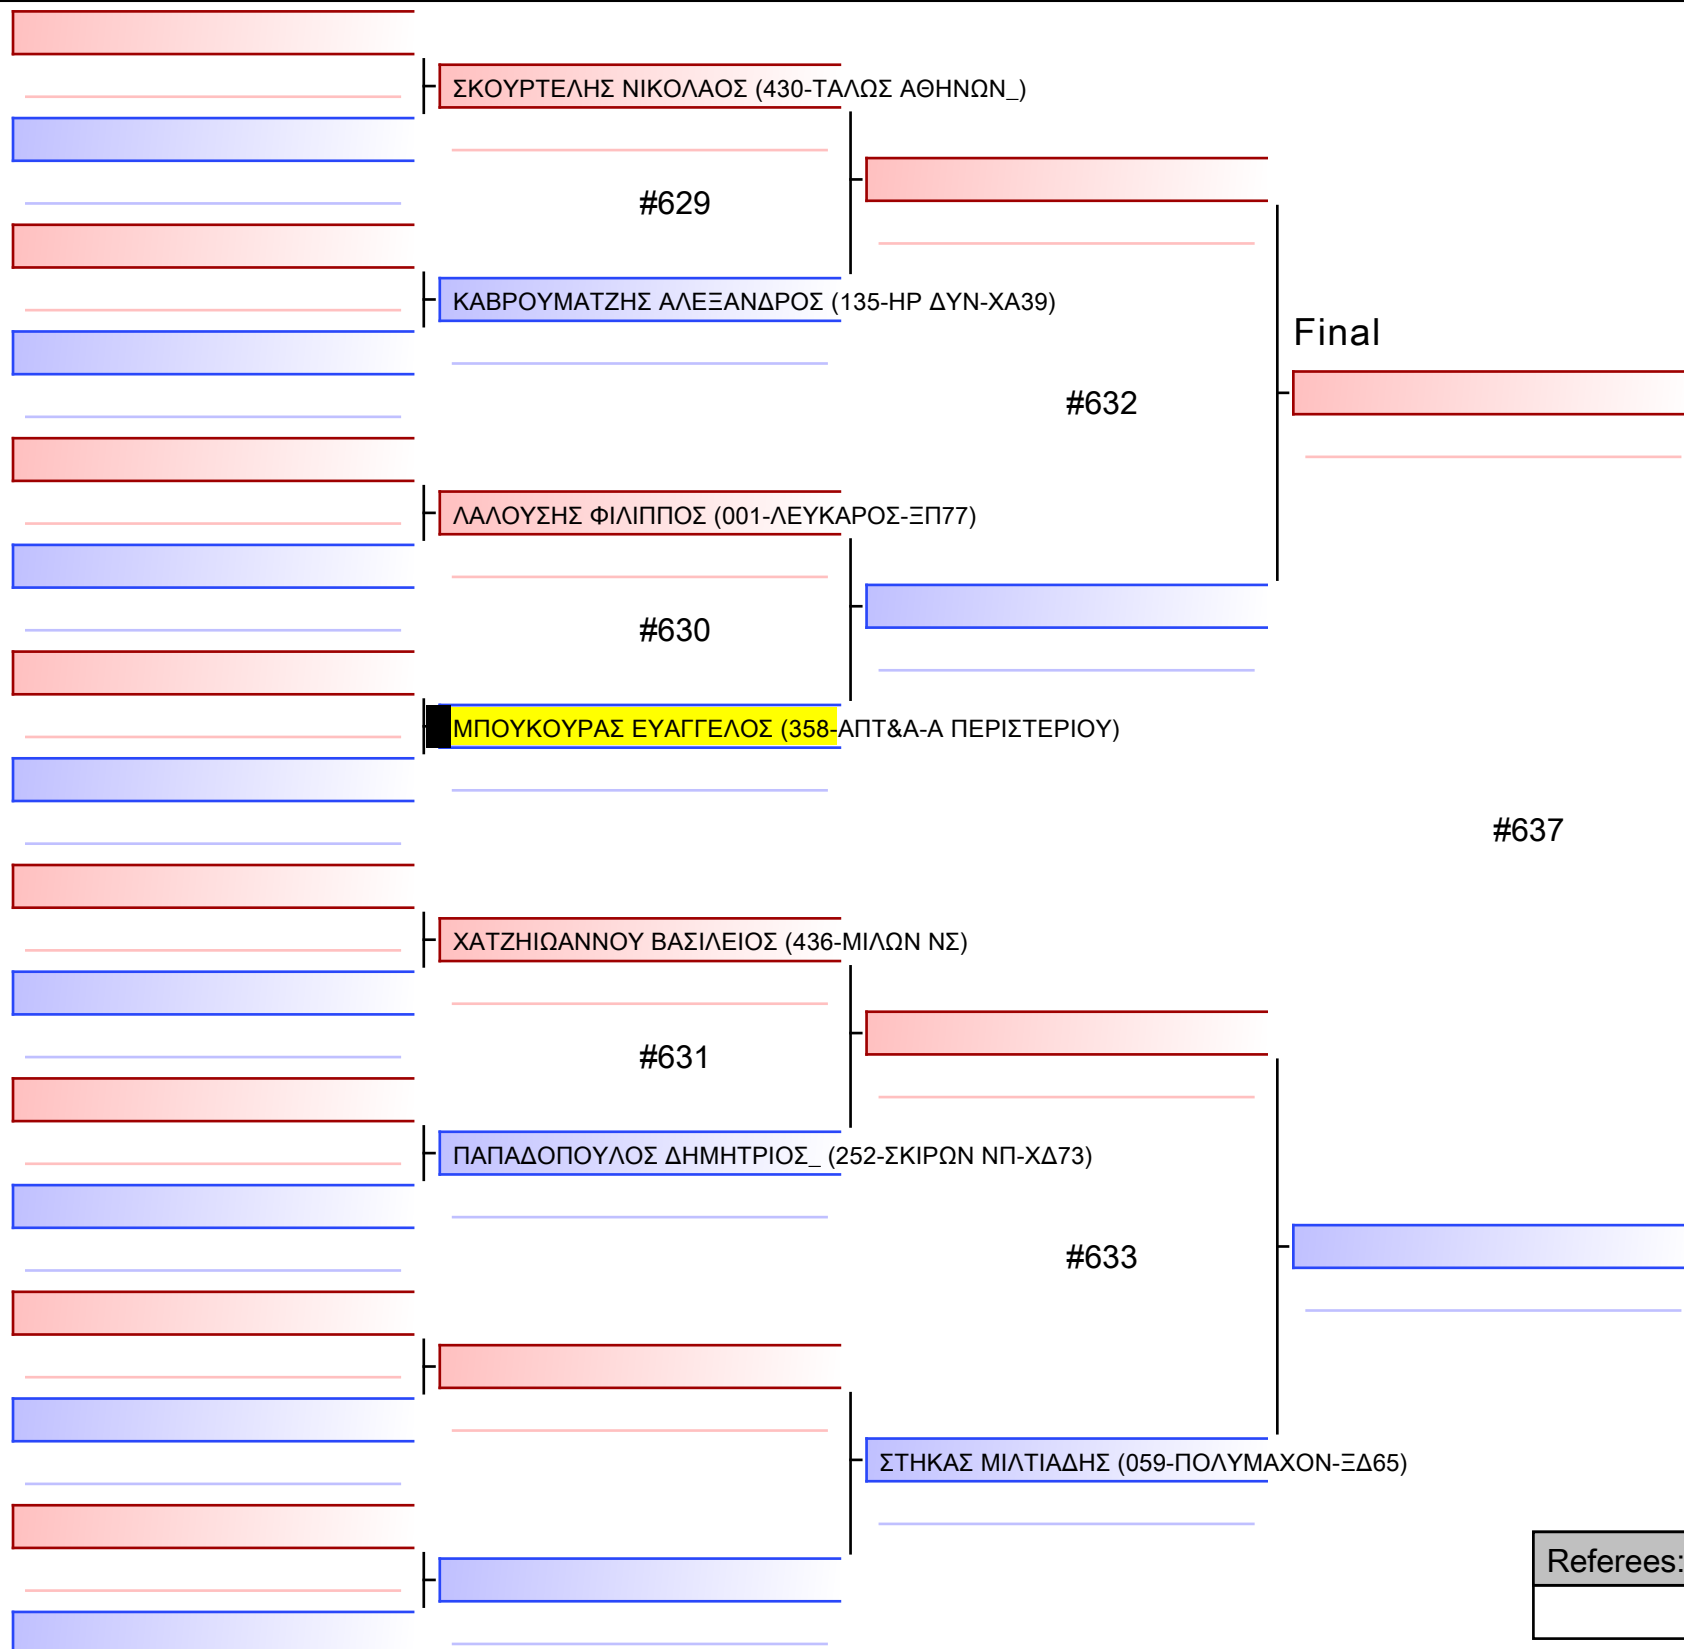 ΣΚΟΥΡΤΕΛΗΣ ΝΙΚΟΛΑΟΣ (430-ΤΑΛΩΣ ΑΘΗΝΩΝ_)
#629
ΚΑΒΡΟΥΜΑΤΖΗΣ ΑΛΕΞΑΝΔΡΟΣ (135-ΗΡ ΔΥΝ-ΧΑ39)
Final
#632
ΛΑΛΟΥΣΗΣ ΦΙΛΙΠΠΟΣ (001-ΛΕΥΚΑΡΟΣ-ΞΠ77)
#630
ΜΠΟΥΚΟΥΡΑΣ ΕΥΑΓΓΕΛΟΣ (358-ΑΠΤ&Α-Α ΠΕΡΙΣΤΕΡΙΟΥ)
#637
ΧΑΤΖΗΙΩΑΝΝΟΥ ΒΑΣΙΛΕΙΟΣ (436-ΜΙΛΩΝ ΝΣ)
#631
ΠΑΠΑΔΟΠΟΥΛΟΣ ΔΗΜΗΤΡΙΟΣ_ (252-ΣΚΙΡΩΝ ΝΠ-ΧΔ73)
#633
ΣΤΗΚΑΣ ΜΙΛΤΙΑΔΗΣ (059-ΠΟΛΥΜΑΧΟΝ-ΞΔ65)
Referees: